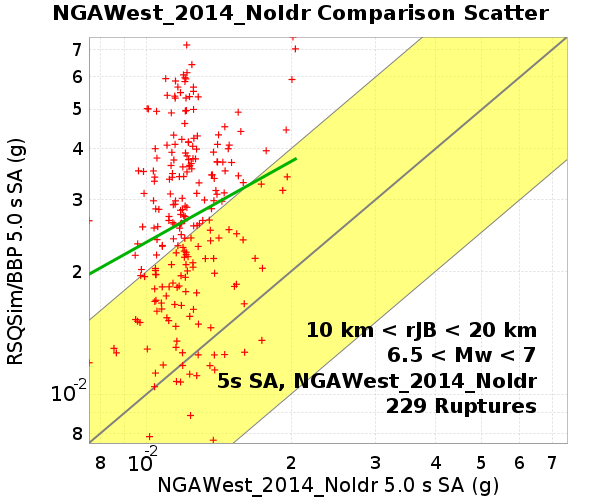 NGAWest_2014_NoIdr Comparison Scatter
RSQSim/BBP 5.0 s SA (g)
7
6
5
4
3
2
10-2
8
10 km < rJB < 20 km
6.5 < Mw < 7
5s SA, NGAWest_2014_NoIdr
229 Ruptures
8 10-2 2 3 4 5 6 7
NGAWest_2014_NoIdr 5.0 s SA (g)